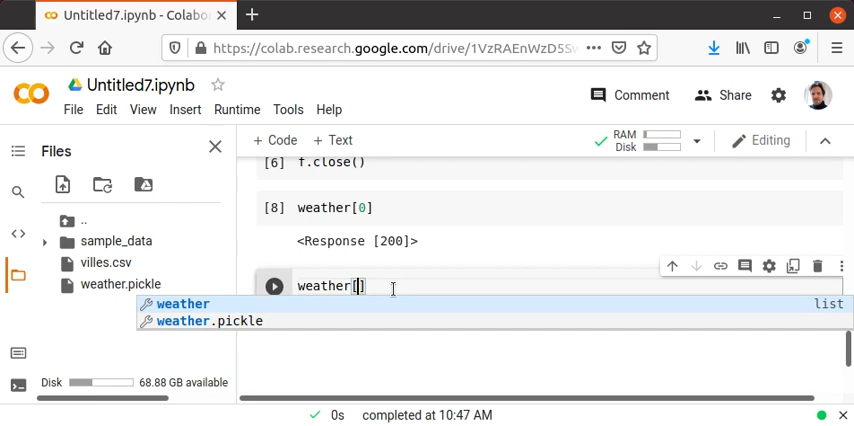 Untitled7.ipynb - Colabo
https://colab.research.google.com/drive/1VzRAEnWzD5Sw
Untitled7.ipynb
File Edit View Insert Runtime Tools Help
Comment
Share
Files
+ Code + Text
RAM
Disk
Editing
..
sample_data
villes.csv
weather.pickle
Disk 68.88 GB available
[6] f.close()
[8] weather[0]
<Response [200]>
weather[]
weather list
weather.pickle
0s completed at 10:47 AM